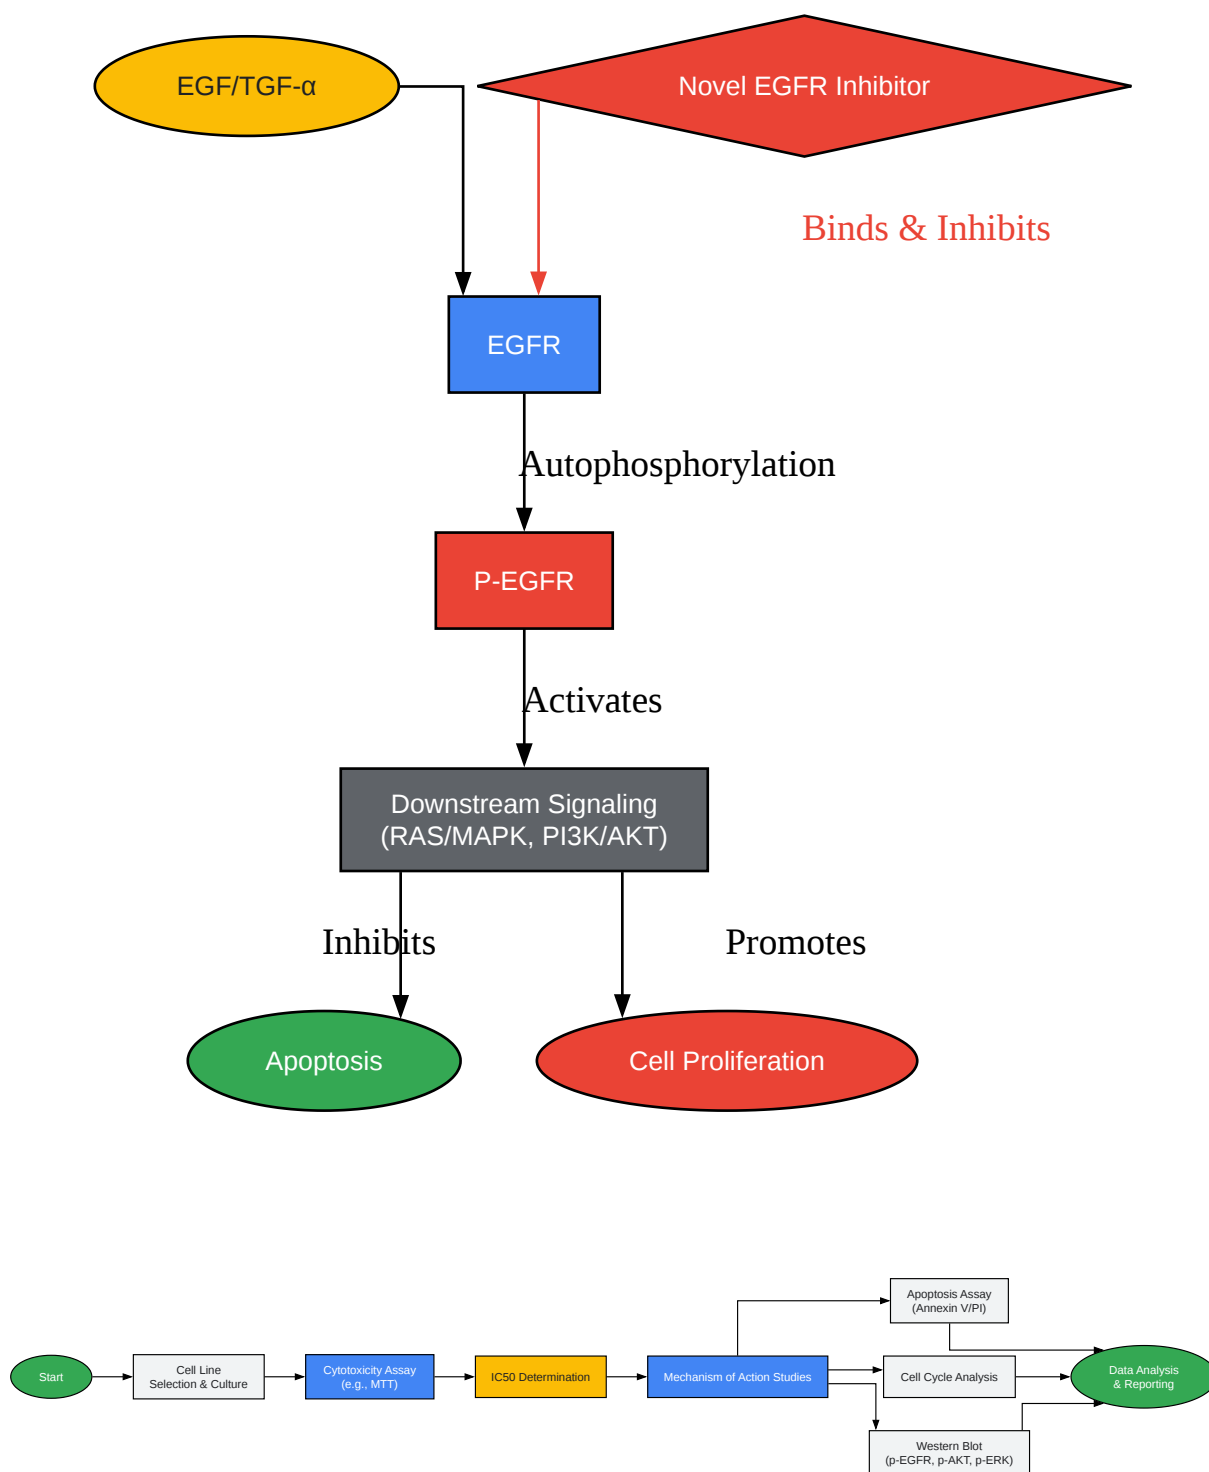 EGF/TGF-α
Novel EGFR Inhibitor
Binds & Inhibits
EGFR
Autophosphorylation
P-EGFR
Activates
Downstream Signaling
(RAS/MAPK, PI3K/AKT)
Inhibits
Promotes
Apoptosis
Cell Proliferation
Start
Cell Line
Selection & Culture
Cytotoxicity Assay
(e.g., MTT)
IC50 Determination
Mechanism of Action Studies
Apoptosis Assay
(Annexin V/PI)
Cell Cycle Analysis
Western Blot
(p-EGFR, p-AKT, p-ERK)
Data Analysis
& Reporting